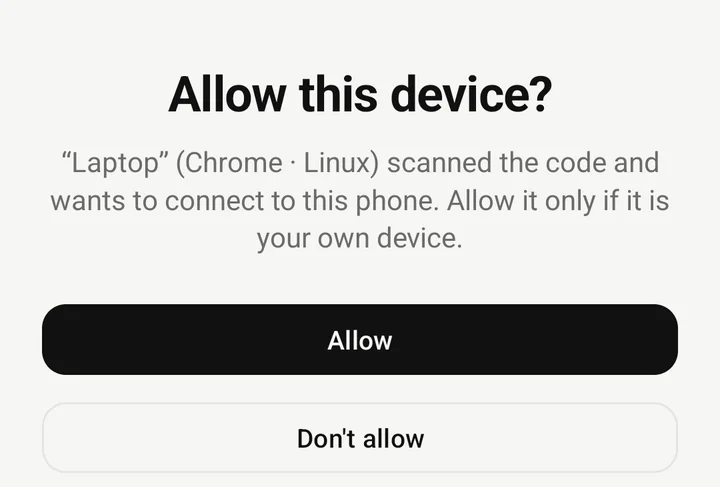 Allow this device?
“Laptop” (Chrome · Linux) scanned the code and
wants to connect to this phone. Allow it only if it is
your own device.
Allow
Don't allow